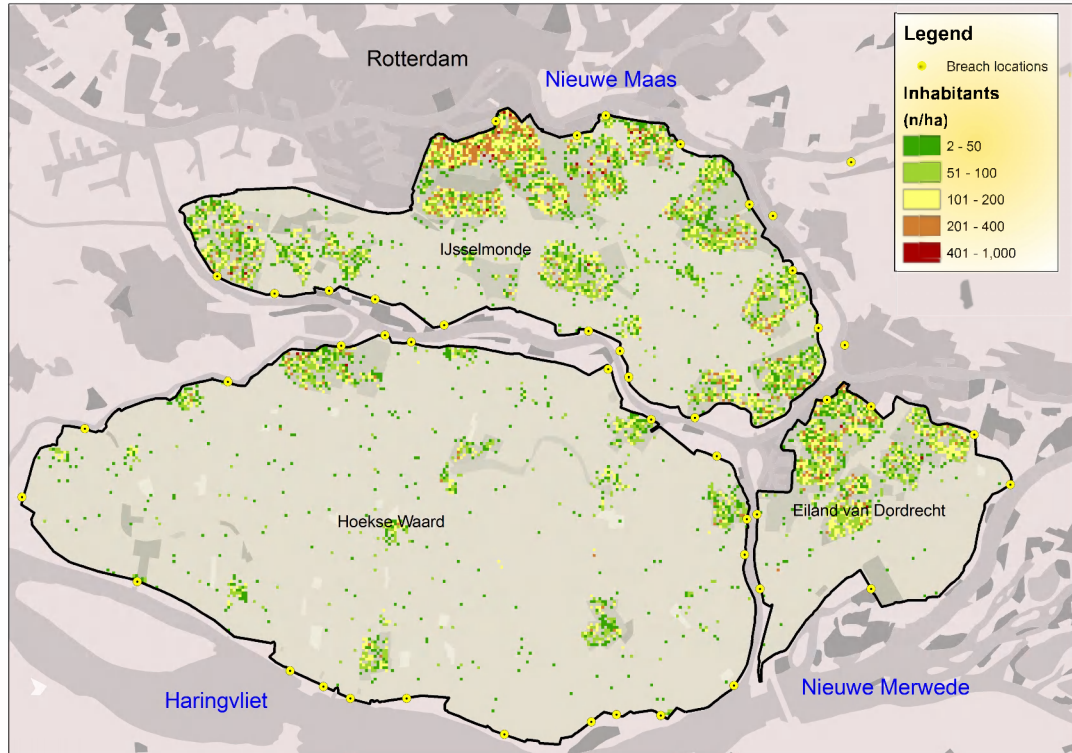 Rotterdam
Nieuwe Maas
Legend
Breach locations
Inhabitants
(n/ha)
2 - 50
51 - 100
101 - 200
201 - 400
401 - 1,000
IJsselmonde
Hoekse Waard
Eiland van Dordrecht
Haringvliet
Nieuwe Merwede